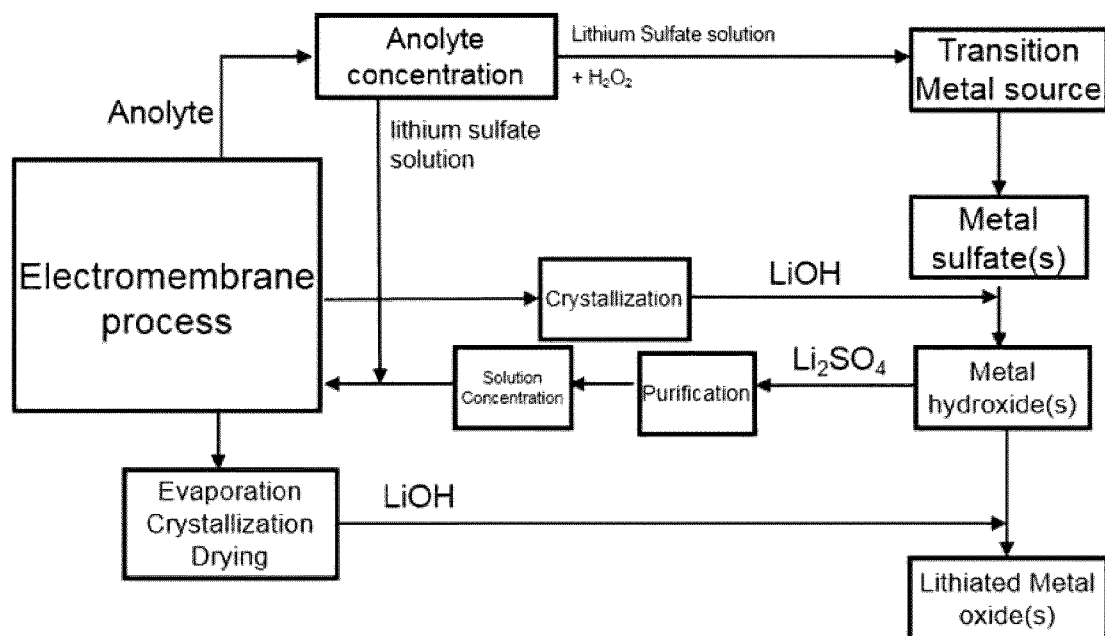 Anolyte
concentration
Lithium Sulfate solution
+ H₂O₂
Transition
Metal source
Anolyte
lithium sulfate
solution
Metal
sulfate(s)
Electromembrane
process
Crystallization
LiOH
Solution
Concentration
Purification
Li₂SO₄
Metal
hydroxide(s)
Evaporation
Crystallization
Drying
LiOH
Lithiated Metal
oxide(s)